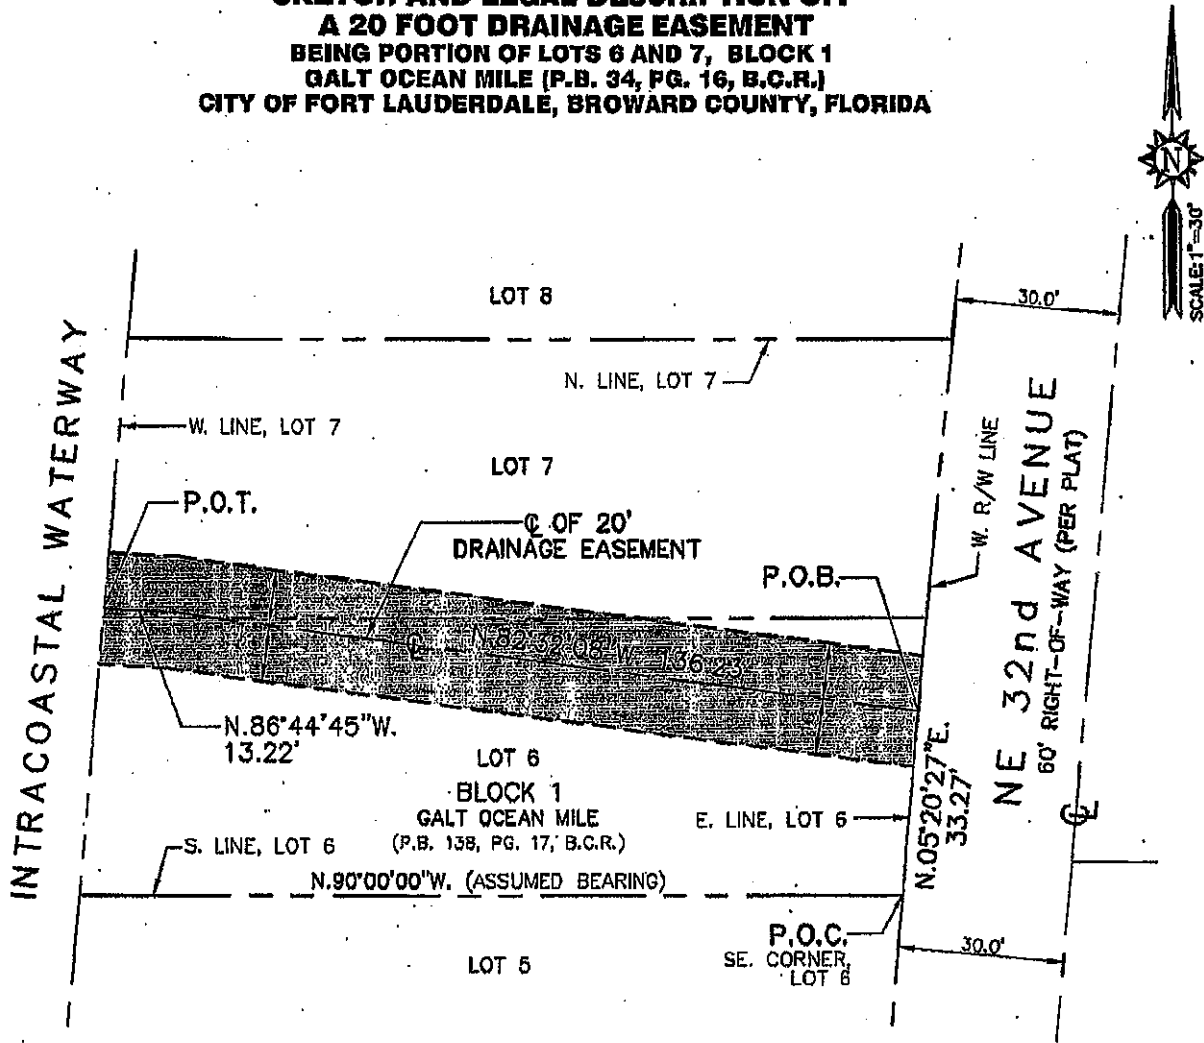 SKETCH AND LEGAL DESCRIPTION OF:
A 20 FOOT DRAINAGE EASEMENT
BEING PORTION OF LOTS 6 AND 7, BLOCK 1
GALT OCEAN MILE (P.B. 34, PG. 16, B.C.R.)
CITY OF FORT LAUDERDALE, BROWARD COUNTY, FLORIDA
N
SCALE:1"=30'
LOT 8
30.0'
N. LINE, LOT 7
W. LINE, LOT 7
INTRACOASTAL WATERWAY
LOT 7
W. R/W LINE
NE 32nd AVENUE
60' RIGHT-OF-WAY (PER PLAT)
P.O.T.
℄ OF 20'
DRAINAGE EASEMENT
P.O.B.
℄ N.82°32'08"W. 136.23'
N.86°44'45"W.
13.22'
LOT 6
BLOCK 1
GALT OCEAN MILE
(P.B. 138, PG. 17, B.C.R.)
E. LINE, LOT 6
N.05°20'27"E.
33.27'
℄
S. LINE, LOT 6
N.90°00'00"W. (ASSUMED BEARING)
P.O.C.
SE. CORNER,
LOT 6
30.0'
LOT 5